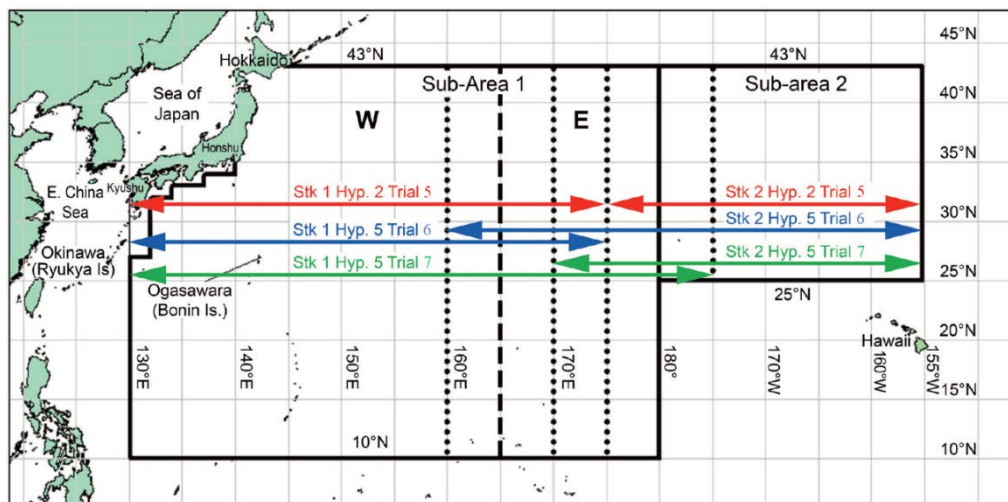 45°N
43°N
43°N
Hokkaido
Sub-Area 1
Sub-area 2
Sea of
Japan
W
E
40°N
Honshu
35°N
E. China
Sea
Kyushu
Stk 1 Hyp. 2 Trial 5
Stk 2 Hyp. 2 Trial 5
30°N
Stk 2 Hyp. 5 Trial 6
Stk 1 Hyp. 5 Trial 6
Okinawa
(Ryukya Is)
Stk 2 Hyp. 5 Trial 7
Stk 1 Hyp. 5 Trial 7
25°N
25°N
Ogasawara
(Bonin Is.)
20°N
Hawaii
130°E
140°E
150°E
160°E
170°E
180°
170°W
160°W
155°W
15°N
10°N
10°N